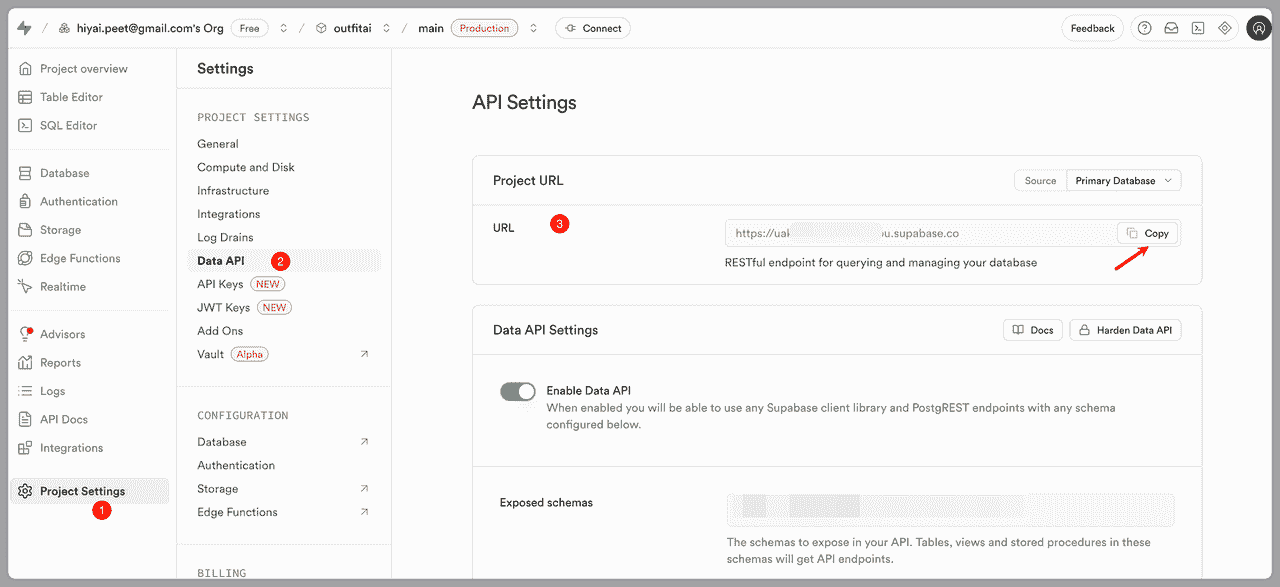 / hiyai.peet@gmail.com's Org Free / outfitai / main Production Connect Feedback
Project overview
Table Editor
SQL Editor
Database
Authentication
Storage
Edge Functions
Realtime
Advisors
Reports
Logs
API Docs
Integrations
Project Settings
1
Settings
PROJECT SETTINGS
General
Compute and Disk
Infrastructure
Integrations
Log Drains
Data API 2
API Keys NEW
JWT Keys NEW
Add Ons
Vault Alpha
CONFIGURATION
Database
Authentication
Storage
Edge Functions
BILLING
API Settings
Project URL Source Primary Database
URL 3 https://uak u.supabase.co Copy
RESTful endpoint for querying and managing your database
Data API Settings Docs Harden Data API
Enable Data API
When enabled you will be able to use any Supabase client library and PostgREST endpoints with any schema
configured below.
Exposed schemas
The schemas to expose in your API. Tables, views and stored procedures in these
schemas will get API endpoints.